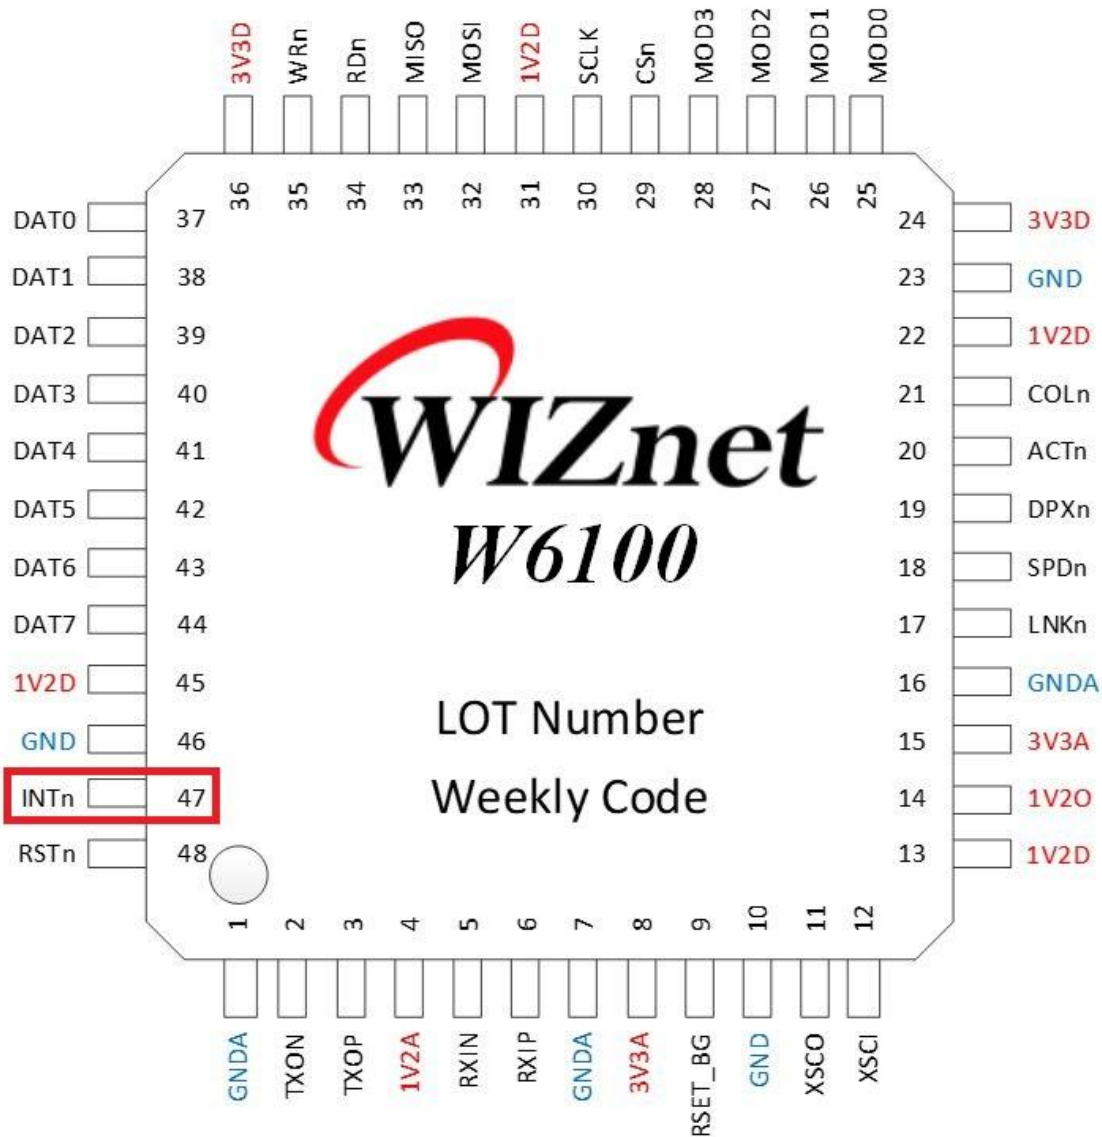 3V3D
WRn
RDn
MISO
MOSI
1V2D
SCLK
CSn
MOD3
MOD2
MOD1
MOD0
36
35
34
33
32
31
30
29
28
27
26
25
DAT0 37
DAT1 38
DAT2 39
DAT3 40
DAT4 41
DAT5 42
DAT6 43
DAT7 44
1V2D 45
GND 46
INTn 47
RSTn 48
WIZnet
W6100
LOT Number
Weekly Code
24 3V3D
23 GND
22 1V2D
21 COLn
20 ACTn
19 DPXn
18 SPDn
17 LNKn
16 GNDA
15 3V3A
14 1V2O
13 1V2D
1
2
3
4
5
6
7
8
9
10
11
12
GNDA
TXON
TXOP
1V2A
RXIN
RXIP
GNDA
3V3A
RSET_BG
GND
XSCO
XSCI